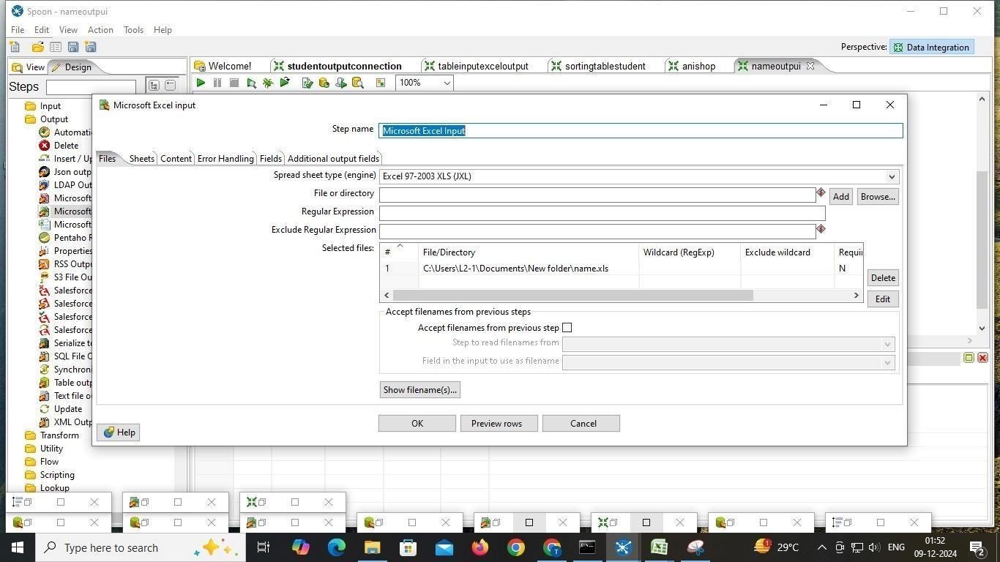 Spoon - nameoutpui
File Edit View Action Tools Help
Perspective: Data Integration
View Design
Welcome! studentoutputconnection tableinputexceloutput sortingtablestudent anishop nameoutpui
Steps
100%
Input
Output
Automati
Delete
Insert / Up
Json outp
LDAP Out
Microsoft
Microsoft
Microsoft
Pentaho R
Properties
RSS Outpu
S3 File Out
Salesforce
Salesforce
Salesforce
Salesforce
Serialize to
SQL File O
Synchroni
Table outp
Text file o
Update
XML Outp
Transform
Utility
Flow
Scripting
Lookup
Microsoft Excel input
Step name Microsoft Excel Input
Files Sheets Content Error Handling Fields Additional output fields
Spread sheet type (engine) Excel 97-2003 XLS (JXL)
File or directory Add Browse...
Regular Expression
Exclude Regular Expression
Selected files: # File/Directory Wildcard (RegExp) Exclude wildcard Requir
1 C:\Users\L2-1\Documents\New folder\name.xls N
Delete
Edit
Accept filenames from previous steps
Accept filenames from previous step
Step to read filenames from
Field in the input to use as filename
Show filename(s)...
OK Preview rows Cancel
Help
Type here to search
29°C ENG
01:52
09-12-2024
1
2